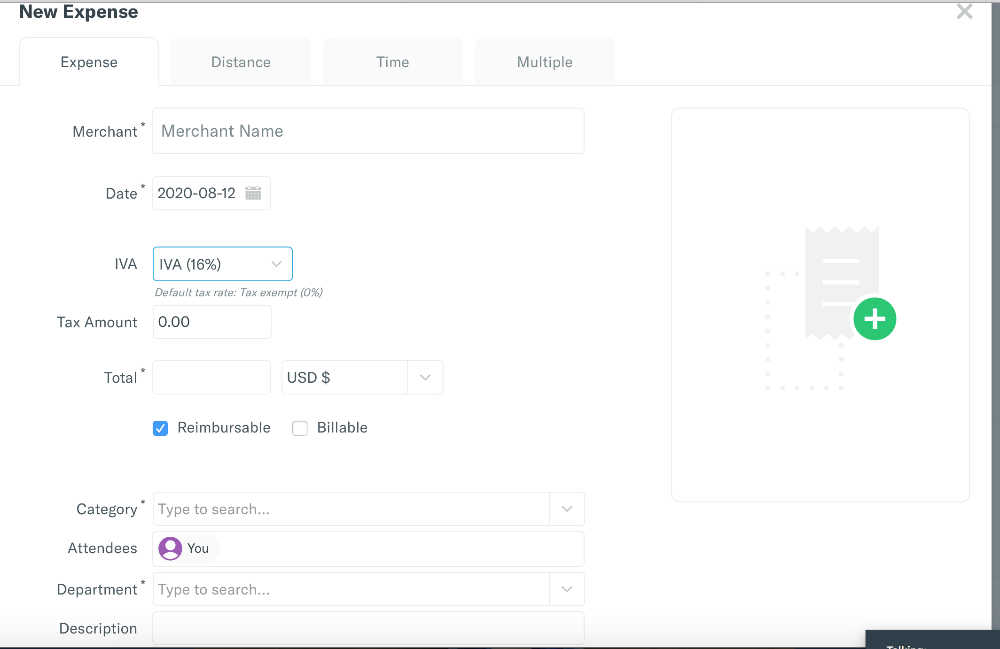 New Expense
Expense
Distance
Time
Multiple
Merchant *
Merchant Name
Date *
2020-08-12
IVA
IVA (16%)
Default tax rate: Tax exempt (0%)
Tax Amount
0.00
Total *
USD $
Reimbursable
Billable
Category *
Type to search...
Attendees
You
Department *
Type to search...
Description